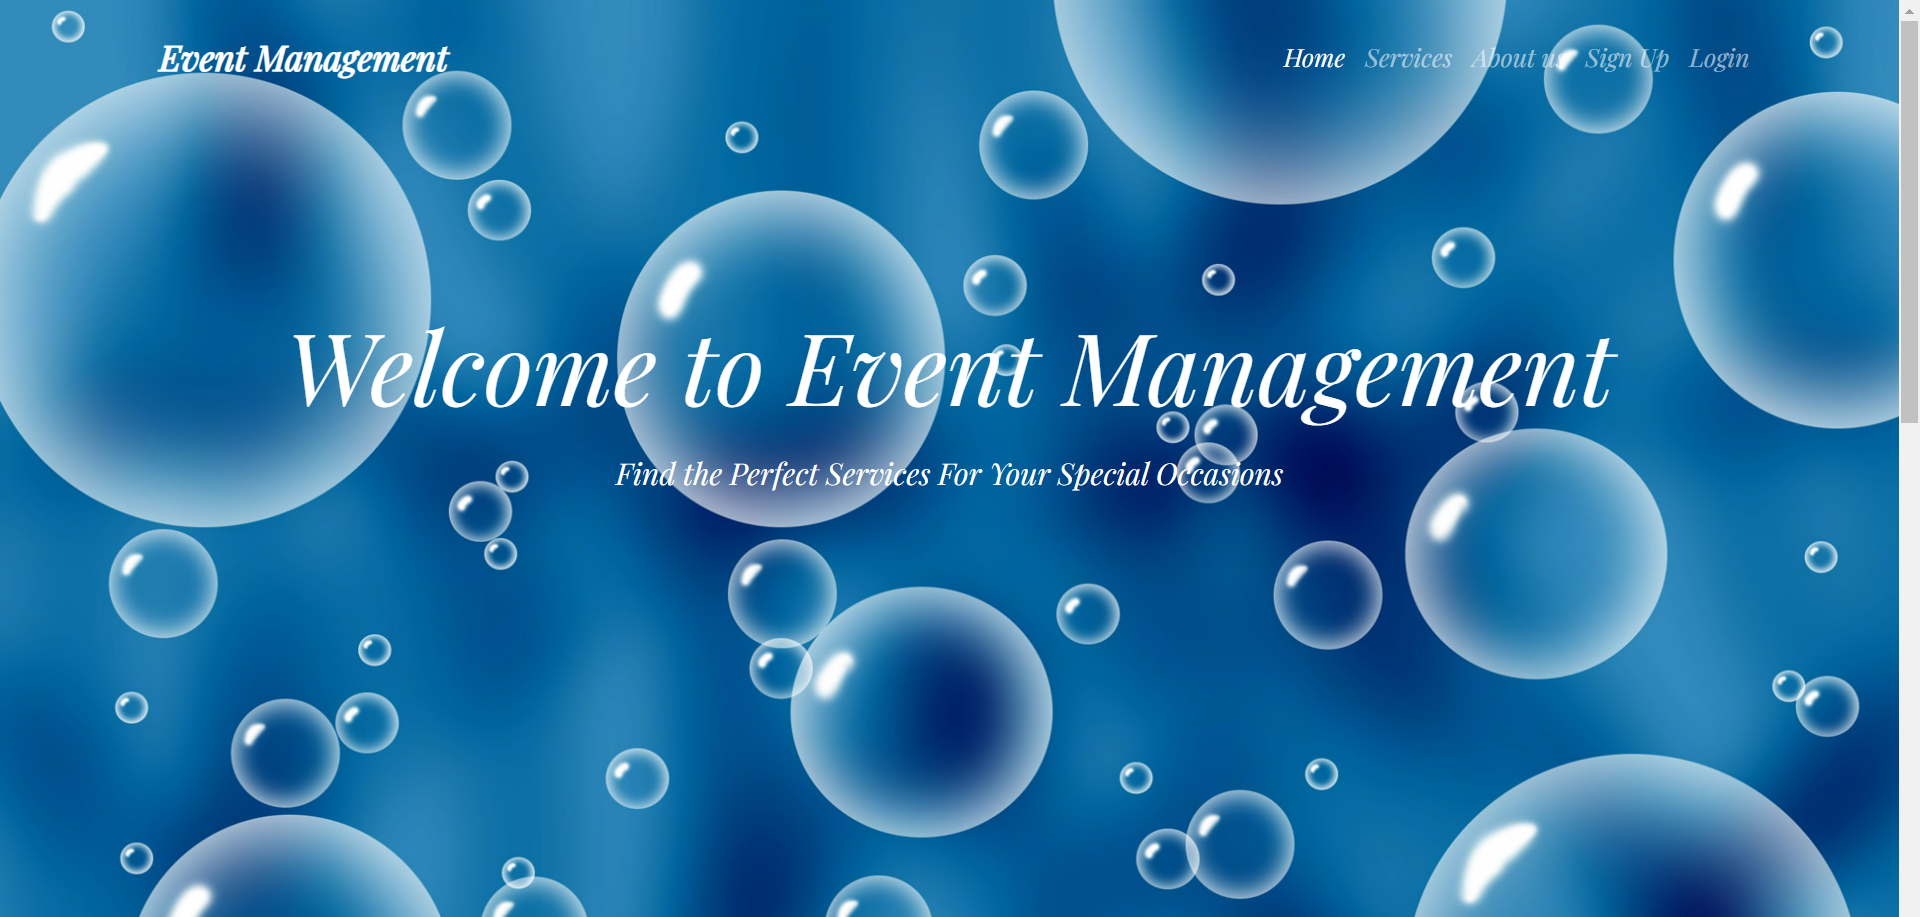 Event Management
Home Services About us Sign Up Login
Welcome to Event Management
Find the Perfect Services For Your Special Occasions